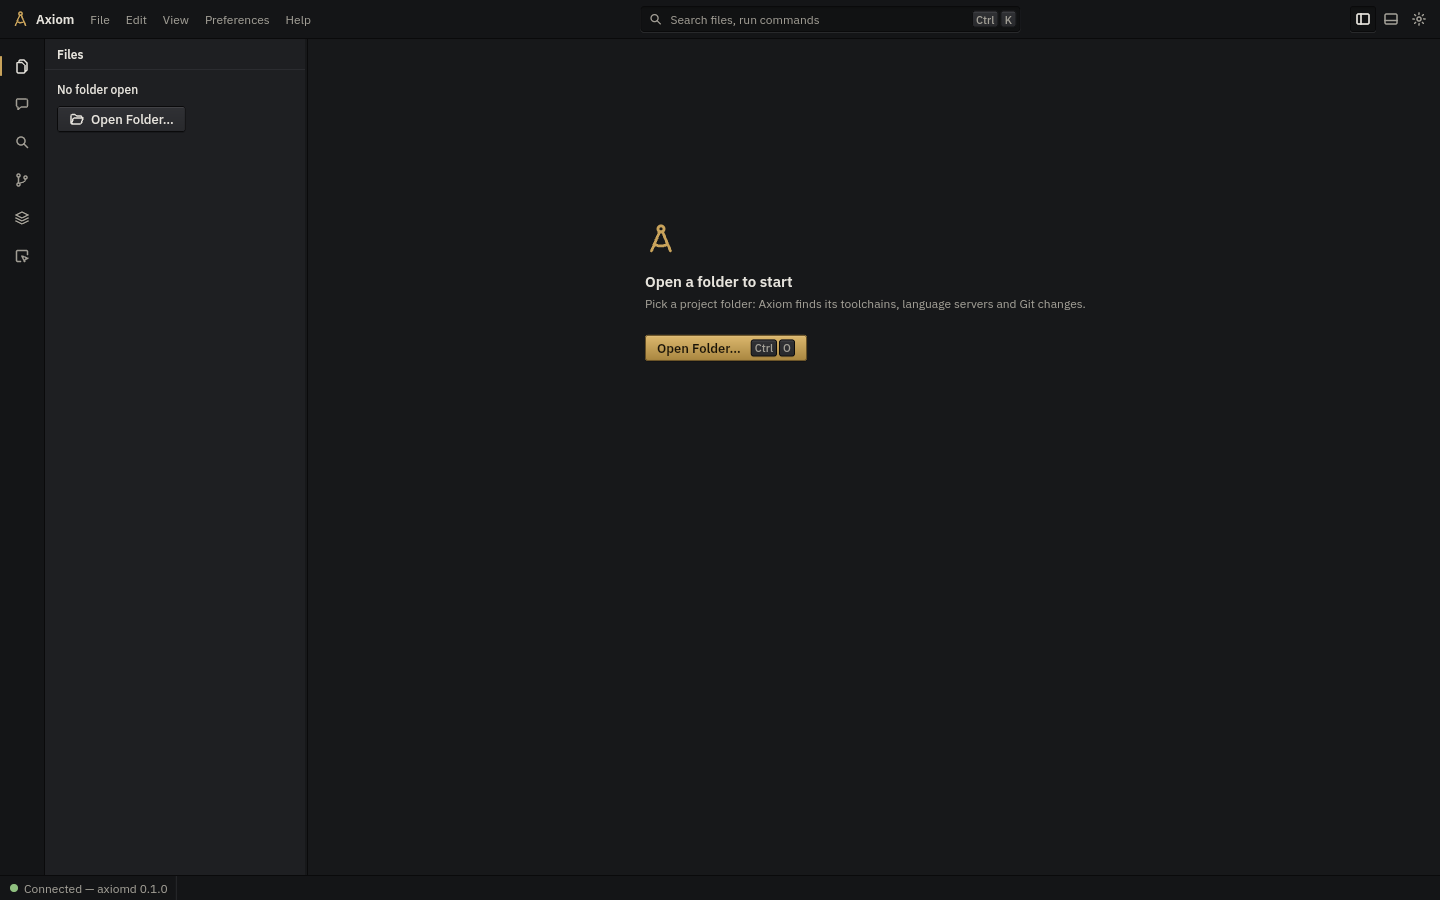 Axiom File Edit View Preferences Help Search files, run commands Ctrl K
Files
No folder open
Open Folder...
Open a folder to start
Pick a project folder: Axiom finds its toolchains, language servers and Git changes.
Open Folder... Ctrl O
Connected — axiomd 0.1.0